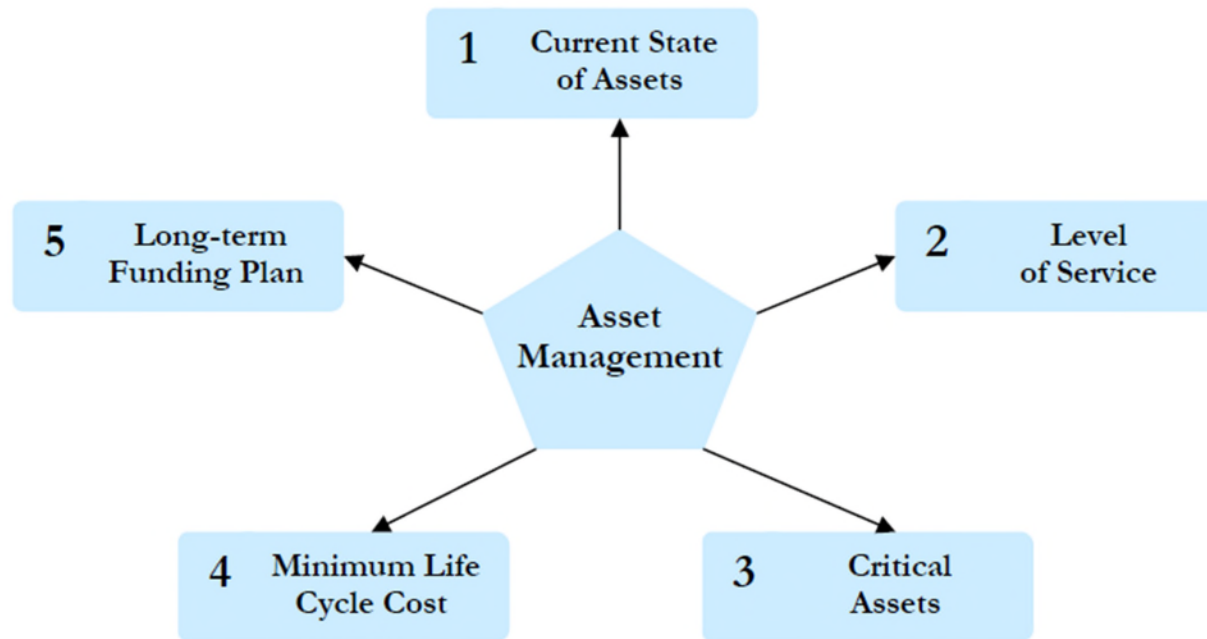 1 Current State
of Assets
5 Long-term
Funding Plan
2 Level
of Service
Asset
Management
4 Minimum Life
Cycle Cost
3 Critical
Assets